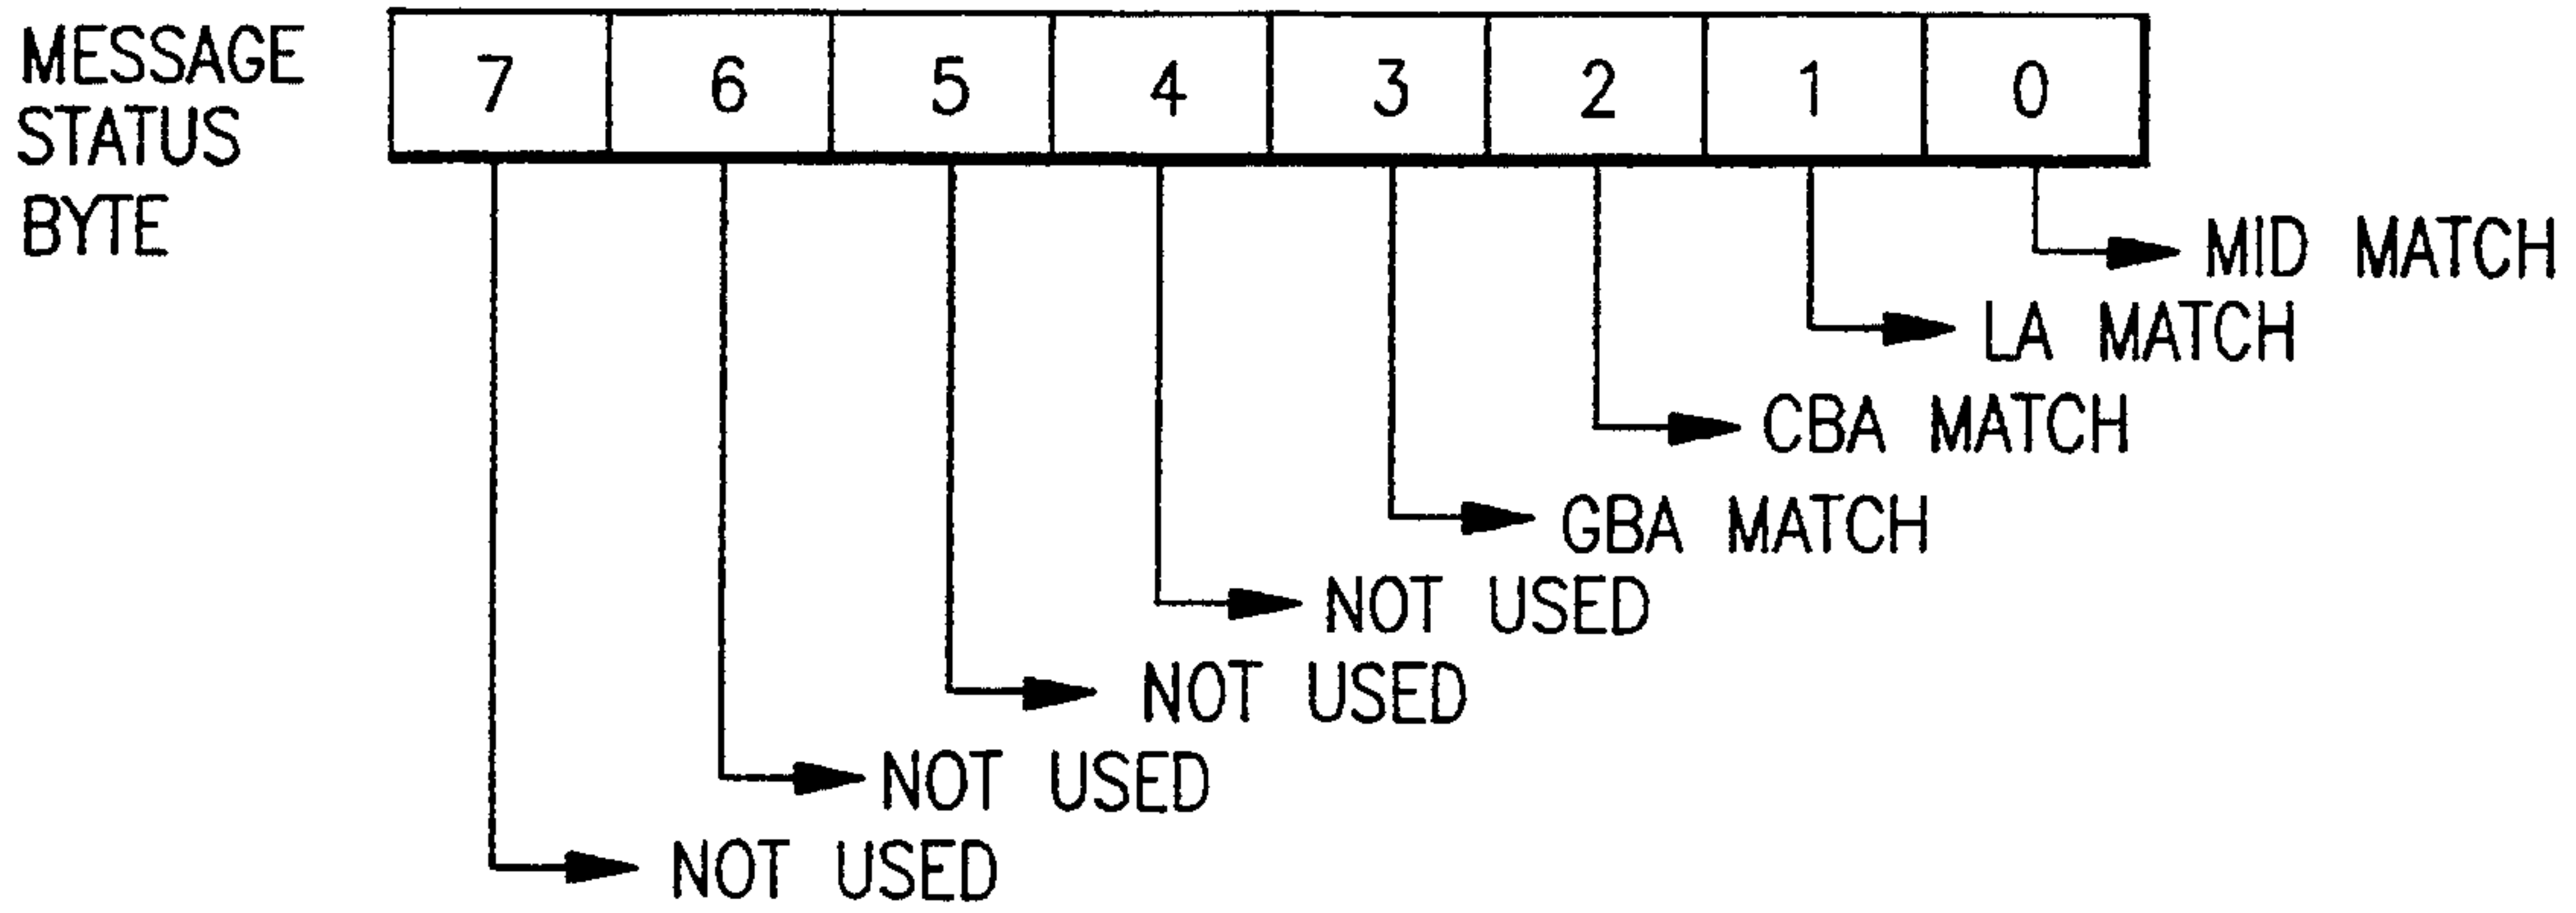 MESSAGE
STATUS
BYTE
7 6 5 4 3 2 1 0
MID MATCH
LA MATCH
CBA MATCH
GBA MATCH
NOT USED
NOT USED
NOT USED
NOT USED